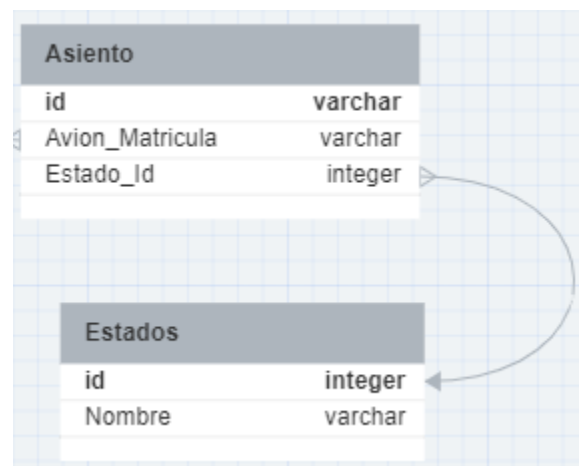 Asiento
id varchar
Avion_Matricula varchar
Estado_Id integer
Estados
id integer
Nombre varchar